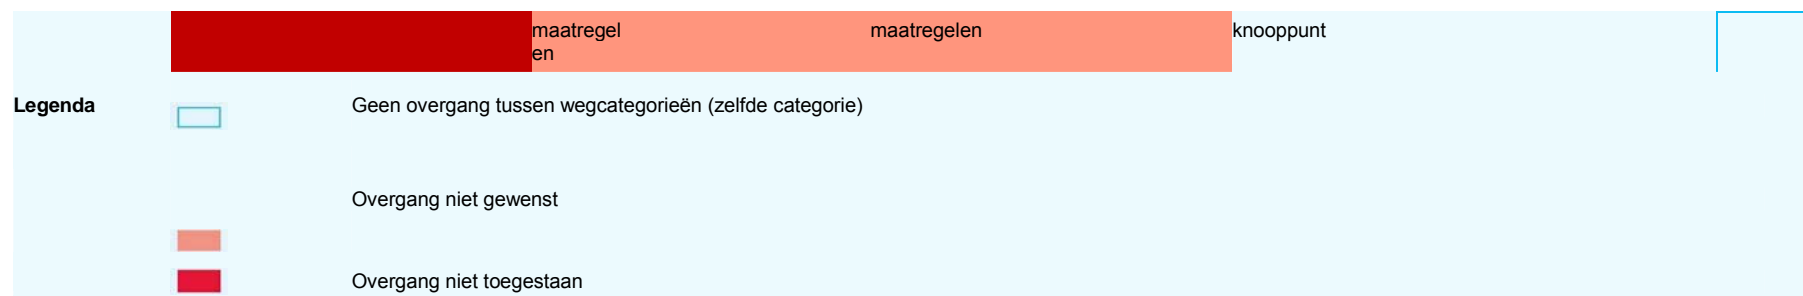 maatregel maatregelen knooppunt
en
Legenda Geen overgang tussen wegcategorieën (zelfde categorie)
Overgang niet gewenst
Overgang niet toegestaan